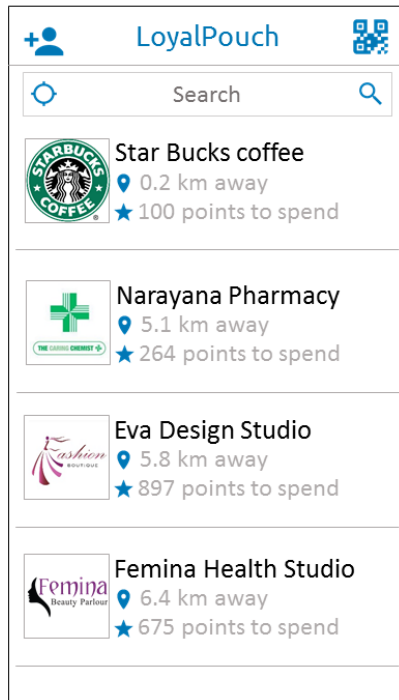 LoyalPouch
Search
STARBUCKS
COFFEE
Star Bucks coffee
0.2 km away
100 points to spend
THE CARING CHEMIST
Narayana Pharmacy
5.1 km away
264 points to spend
Fashion
BOUTIQUE
Eva Design Studio
5.8 km away
897 points to spend
Femina
Beauty Parlour
Femina Health Studio
6.4 km away
675 points to spend